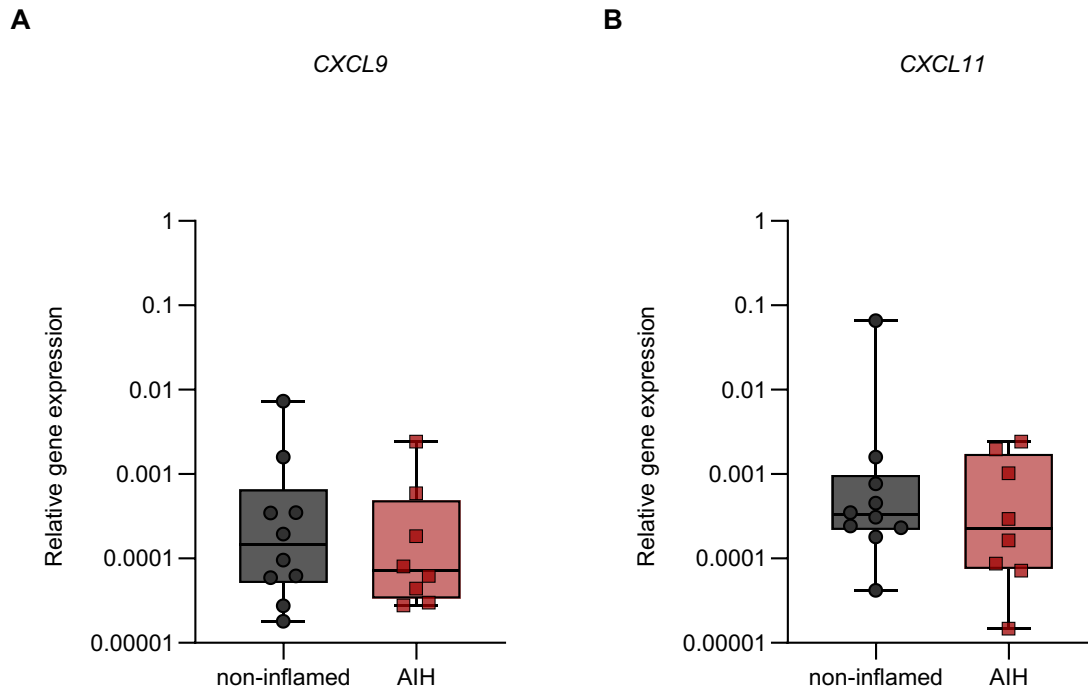 A
CXCL9
Relative gene expression
1
0.1
0.01
0.001
0.0001
0.00001
non-inflamed
AIH
B
CXCL11
Relative gene expression
1
0.1
0.01
0.001
0.0001
0.00001
non-inflamed
AIH